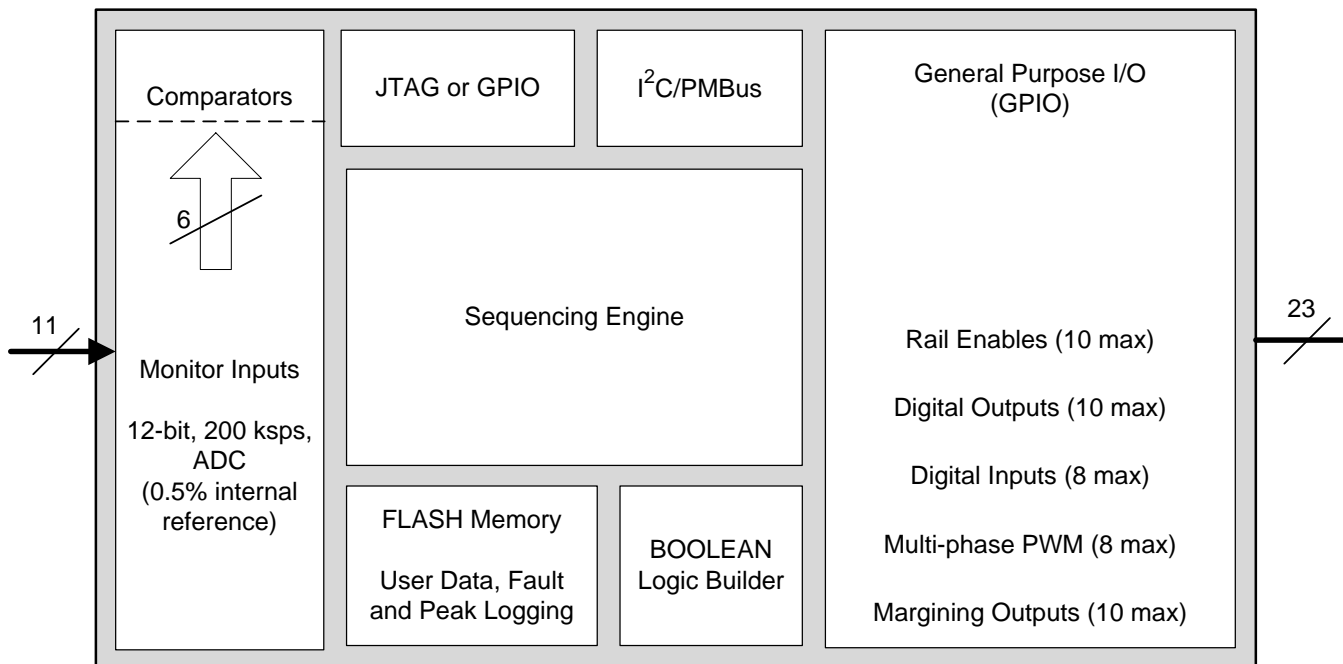 Comparators
6
11
Monitor Inputs
12-bit, 200 ksps,
ADC
(0.5% internal
reference)
JTAG or GPIO
I²C/PMBus
Sequencing Engine
FLASH Memory
User Data, Fault
and Peak Logging
BOOLEAN
Logic Builder
General Purpose I/O
(GPIO)
Rail Enables (10 max)
Digital Outputs (10 max)
Digital Inputs (8 max)
Multi-phase PWM (8 max)
Margining Outputs (10 max)
23